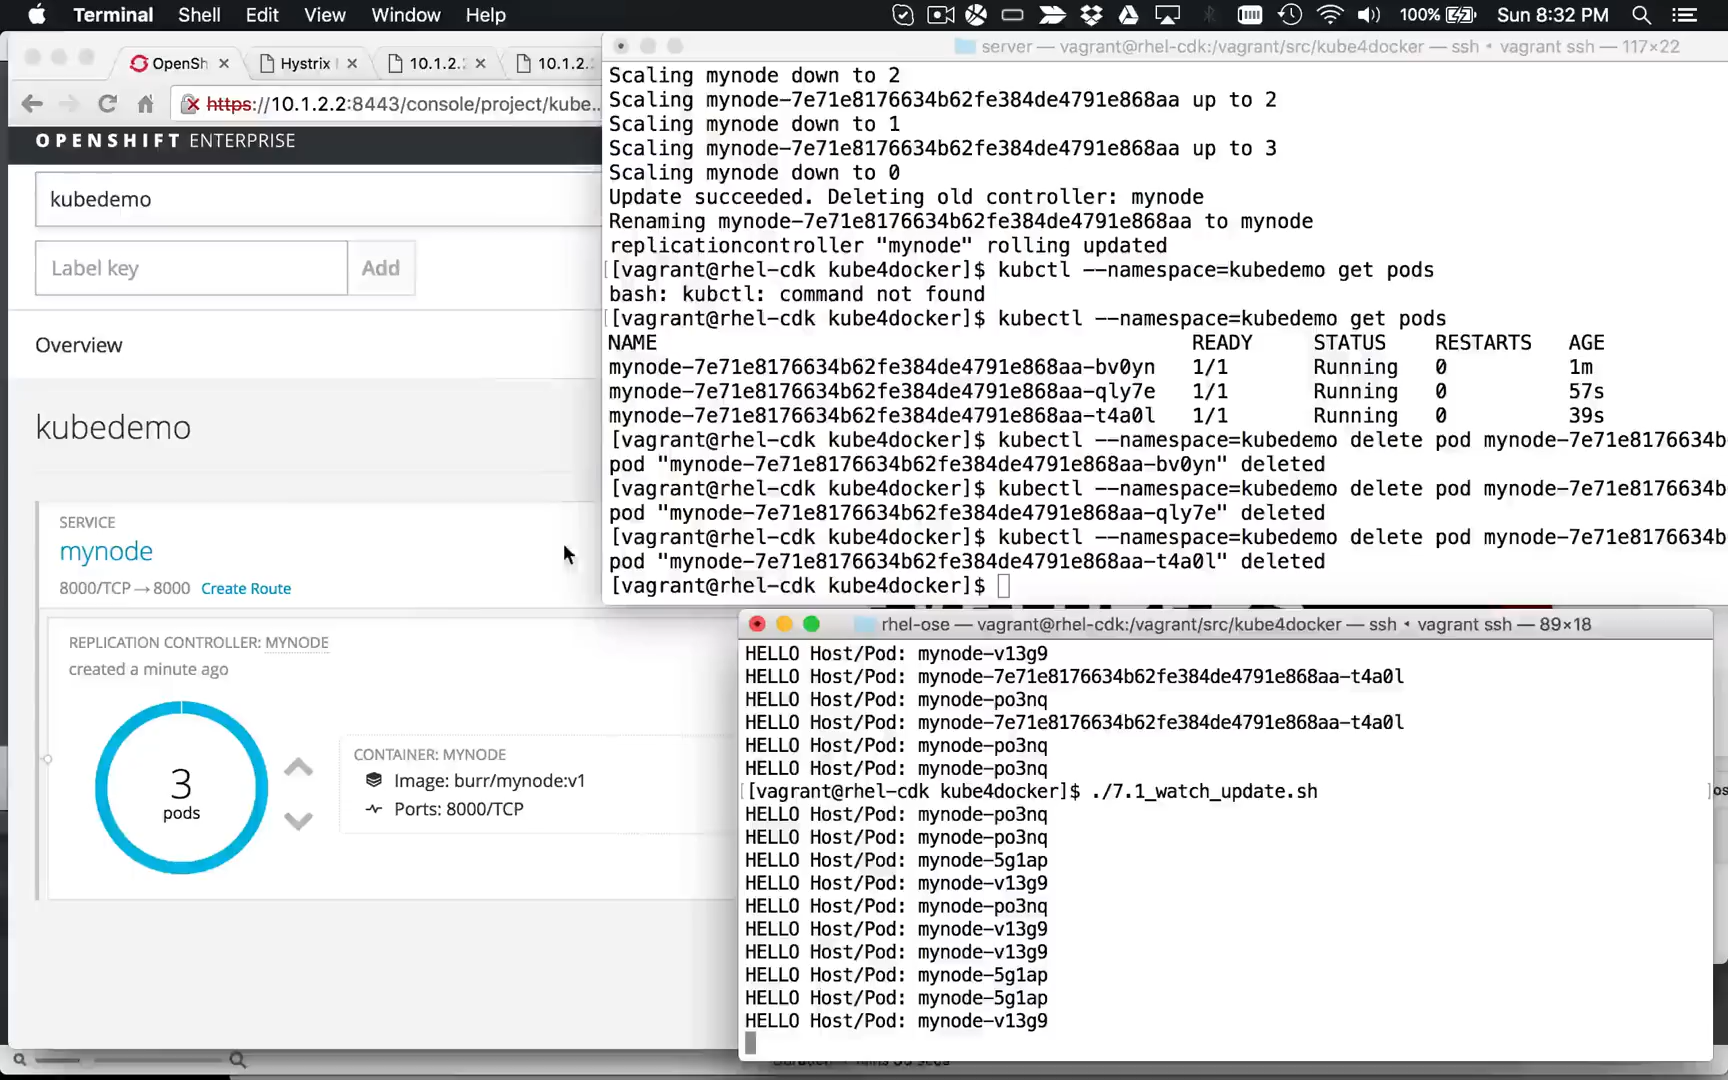 Terminal Shell Edit View Window Help 100% Sun 8:32 PM
OpenSh
Hystrix
10.1.2.
10.1.2.
https://10.1.2.2:8443/console/project/kube...
OPENSHIFT ENTERPRISE
kubedemo
Label key
Add
Overview
kubedemo
SERVICE
mynode
8000/TCP → 8000 Create Route
REPLICATION CONTROLLER: MYNODE
created a minute ago
3
pods
CONTAINER: MYNODE
Image: burr/mynode:v1
Ports: 8000/TCP
server — vagrant@rhel-cdk:/vagrant/src/kube4docker — ssh • vagrant ssh — 117×22
Scaling mynode down to 2
Scaling mynode-7e71e8176634b62fe384de4791e868aa up to 2
Scaling mynode down to 1
Scaling mynode-7e71e8176634b62fe384de4791e868aa up to 3
Scaling mynode down to 0
Update succeeded. Deleting old controller: mynode
Renaming mynode-7e71e8176634b62fe384de4791e868aa to mynode
replicationcontroller "mynode" rolling updated
[[vagrant@rhel-cdk kube4docker]$ kubctl --namespace=kubedemo get pods
bash: kubctl: command not found
[[vagrant@rhel-cdk kube4docker]$ kubectl --namespace=kubedemo get pods
NAME READY STATUS RESTARTS AGE
mynode-7e71e8176634b62fe384de4791e868aa-bv0yn 1/1 Running 0 1m
mynode-7e71e8176634b62fe384de4791e868aa-qly7e 1/1 Running 0 57s
mynode-7e71e8176634b62fe384de4791e868aa-t4a0l 1/1 Running 0 39s
[vagrant@rhel-cdk kube4docker]$ kubectl --namespace=kubedemo delete pod mynode-7e71e8176634b
pod "mynode-7e71e8176634b62fe384de4791e868aa-bv0yn" deleted
[vagrant@rhel-cdk kube4docker]$ kubectl --namespace=kubedemo delete pod mynode-7e71e8176634b
pod "mynode-7e71e8176634b62fe384de4791e868aa-qly7e" deleted
[vagrant@rhel-cdk kube4docker]$ kubectl --namespace=kubedemo delete pod mynode-7e71e8176634b
pod "mynode-7e71e8176634b62fe384de4791e868aa-t4a0l" deleted
[vagrant@rhel-cdk kube4docker]$
rhel-ose — vagrant@rhel-cdk:/vagrant/src/kube4docker — ssh • vagrant ssh — 89×18
HELLO Host/Pod: mynode-v13g9
HELLO Host/Pod: mynode-7e71e8176634b62fe384de4791e868aa-t4a0l
HELLO Host/Pod: mynode-po3nq
HELLO Host/Pod: mynode-7e71e8176634b62fe384de4791e868aa-t4a0l
HELLO Host/Pod: mynode-po3nq
HELLO Host/Pod: mynode-po3nq
[[vagrant@rhel-cdk kube4docker]$ ./7.1_watch_update.sh ]
HELLO Host/Pod: mynode-po3nq
HELLO Host/Pod: mynode-po3nq
HELLO Host/Pod: mynode-5g1ap
HELLO Host/Pod: mynode-v13g9
HELLO Host/Pod: mynode-po3nq
HELLO Host/Pod: mynode-v13g9
HELLO Host/Pod: mynode-v13g9
HELLO Host/Pod: mynode-5g1ap
HELLO Host/Pod: mynode-5g1ap
HELLO Host/Pod: mynode-v13g9